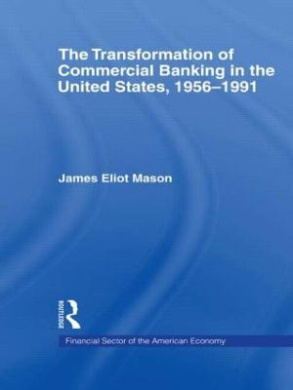 The Transformation of
Commercial Banking in the
United States, 1956–1991
James Eliot Mason
ROUTLEDGE
Financial Sector of the American Economy